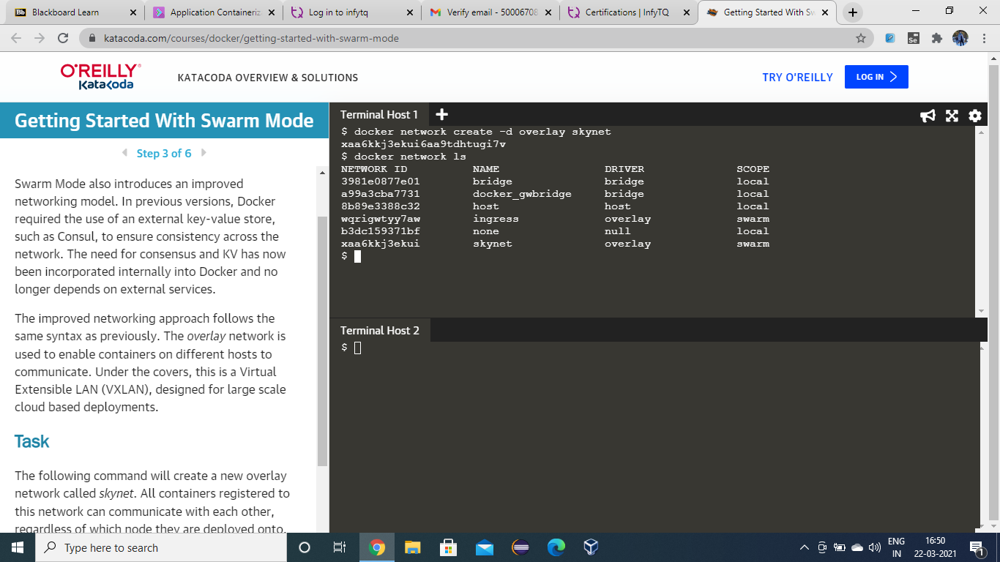 Blackboard Learn
Application Containeriz
Log in to infytq
Verify email - 50006708
Certifications | InfyTQ
Getting Started With Sw
katacoda.com/courses/docker/getting-started-with-swarm-mode
O'REILLY
Katacoda
KATACODA OVERVIEW & SOLUTIONS
TRY O'REILLY
LOG IN
Getting Started With Swarm Mode
Step 3 of 6
Swarm Mode also introduces an improved
networking model. In previous versions, Docker
required the use of an external key-value store,
such as Consul, to ensure consistency across the
network. The need for consensus and KV has now
been incorporated internally into Docker and no
longer depends on external services.
The improved networking approach follows the
same syntax as previously. The overlay network is
used to enable containers on different hosts to
communicate. Under the covers, this is a Virtual
Extensible LAN (VXLAN), designed for large scale
cloud based deployments.
Task
The following command will create a new overlay
network called skynet. All containers registered to
this network can communicate with each other,
regardless of which node they are deployed onto.
Terminal Host 1
$ docker network create -d overlay skynet
xaa6kkj3ekui6aa9tdhtugi7v
$ docker network ls
NETWORK ID NAME DRIVER SCOPE
3981e0877e01 bridge bridge local
a99a3cba7731 docker_gwbridge bridge local
8b89e3388c32 host host local
wqrigwtyy7aw ingress overlay swarm
b3dc159371bf none null local
xaa6kkj3ekui skynet overlay swarm
$
Terminal Host 2
$
Type here to search
ENG
IN
16:50
22-03-2021
1